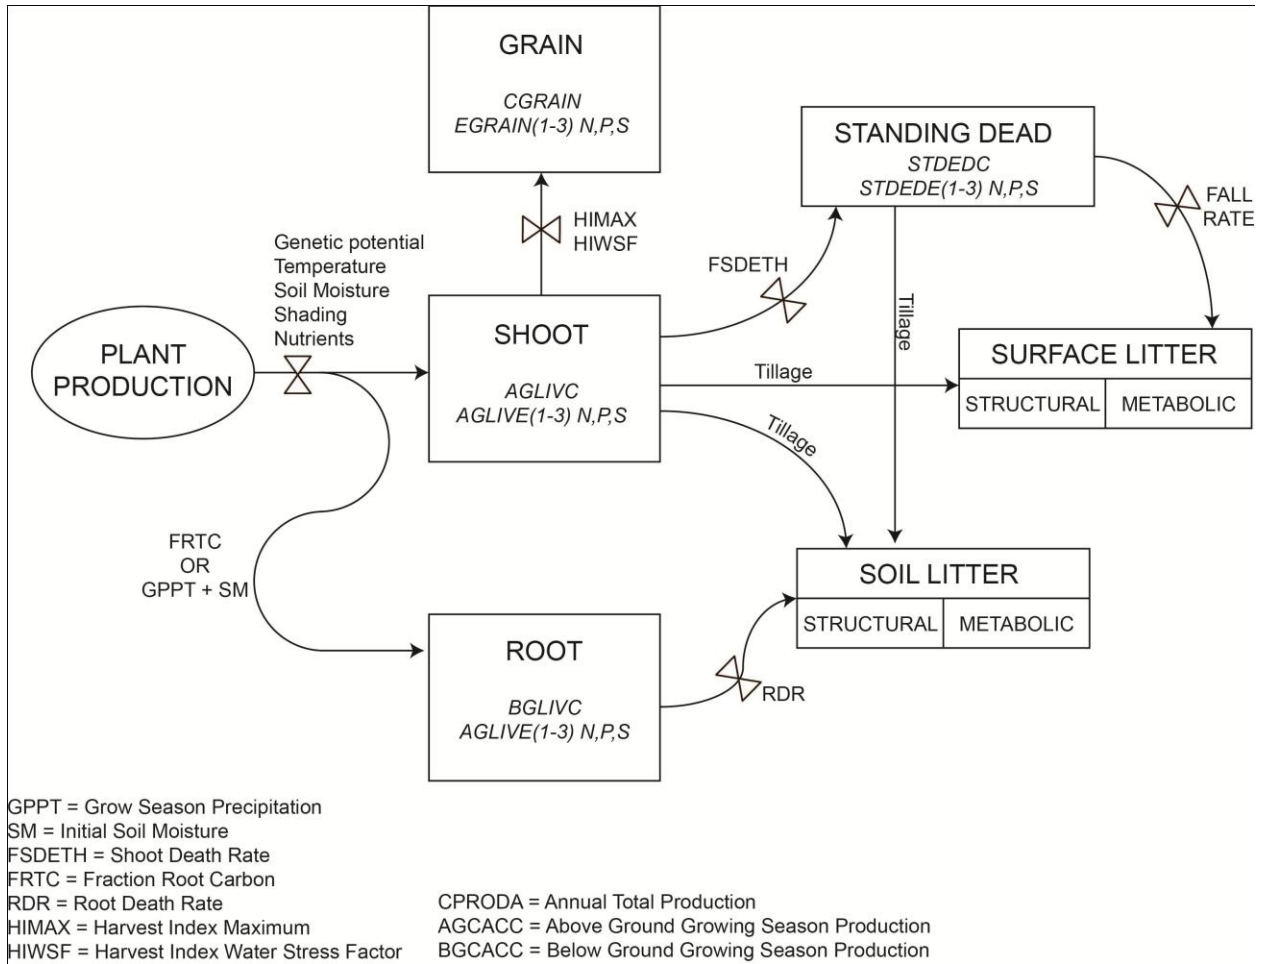 GRAIN
CGRAIN
EGRAIN(1-3) N,P,S
STANDING DEAD
STDEDC
STDEDE(1-3) N,P,S
FALL
RATE
HIMAX
HIWSF
Genetic potential
Temperature
Soil Moisture
Shading
Nutrients
FSDETH
Tillage
PLANT
PRODUCTION
SHOOT
AGLIVC
AGLIVE(1-3) N,P,S
Tillage
Tillage
SURFACE LITTER
STRUCTURAL
METABOLIC
FRTC
OR
GPPT + SM
SOIL LITTER
STRUCTURAL
METABOLIC
ROOT
BGLIVC
AGLIVE(1-3) N,P,S
RDR
GPPT = Grow Season Precipitation
SM = Initial Soil Moisture
FSDETH = Shoot Death Rate
FRTC = Fraction Root Carbon
RDR = Root Death Rate
HIMAX = Harvest Index Maximum
HIWSF = Harvest Index Water Stress Factor
CPRODA = Annual Total Production
AGCACC = Above Ground Growing Season Production
BGCACC = Below Ground Growing Season Production